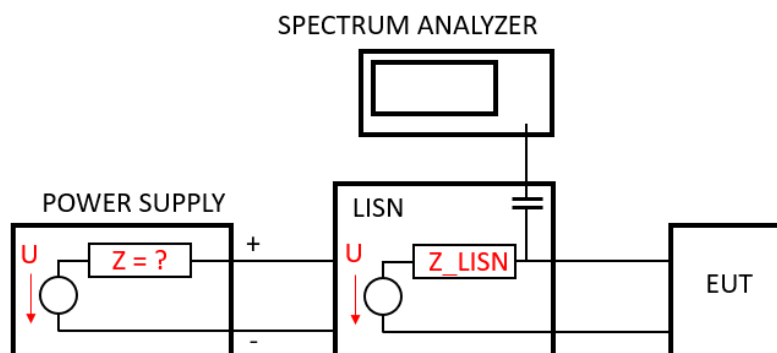 SPECTRUM ANALYZER
POWER SUPPLY
LISN
U
Z = ?
+
U
Z_LISN
EUT
-